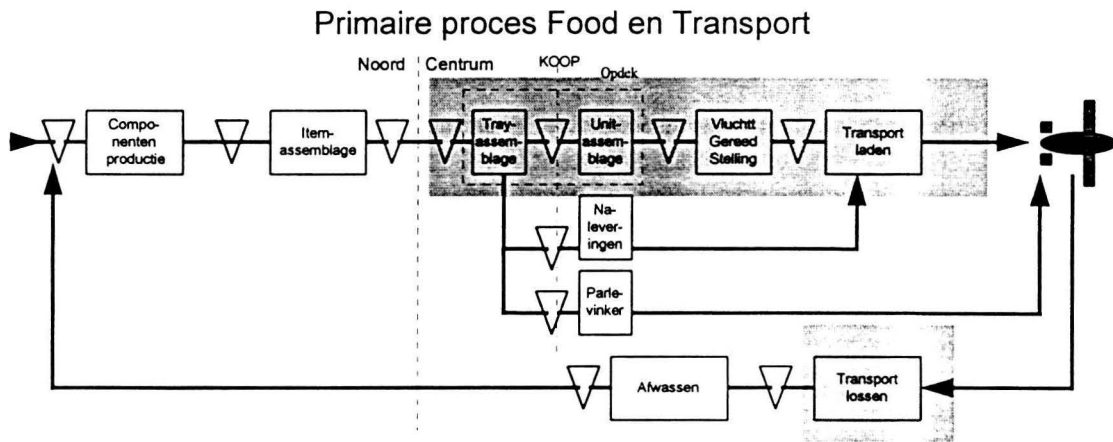 Primaire proces Food en Transport
Noord
Centrum
KOOP
Opdek
Compo-
nenten
productie
Item-
assemblage
Tray-
assem-
blage
Unit-
assem-
blage
Vluchtt
Gereed
Stelling
Transport
laden
Na-
lever-
ingen
Parle-
vinker
Afwassen
Transport
lossen